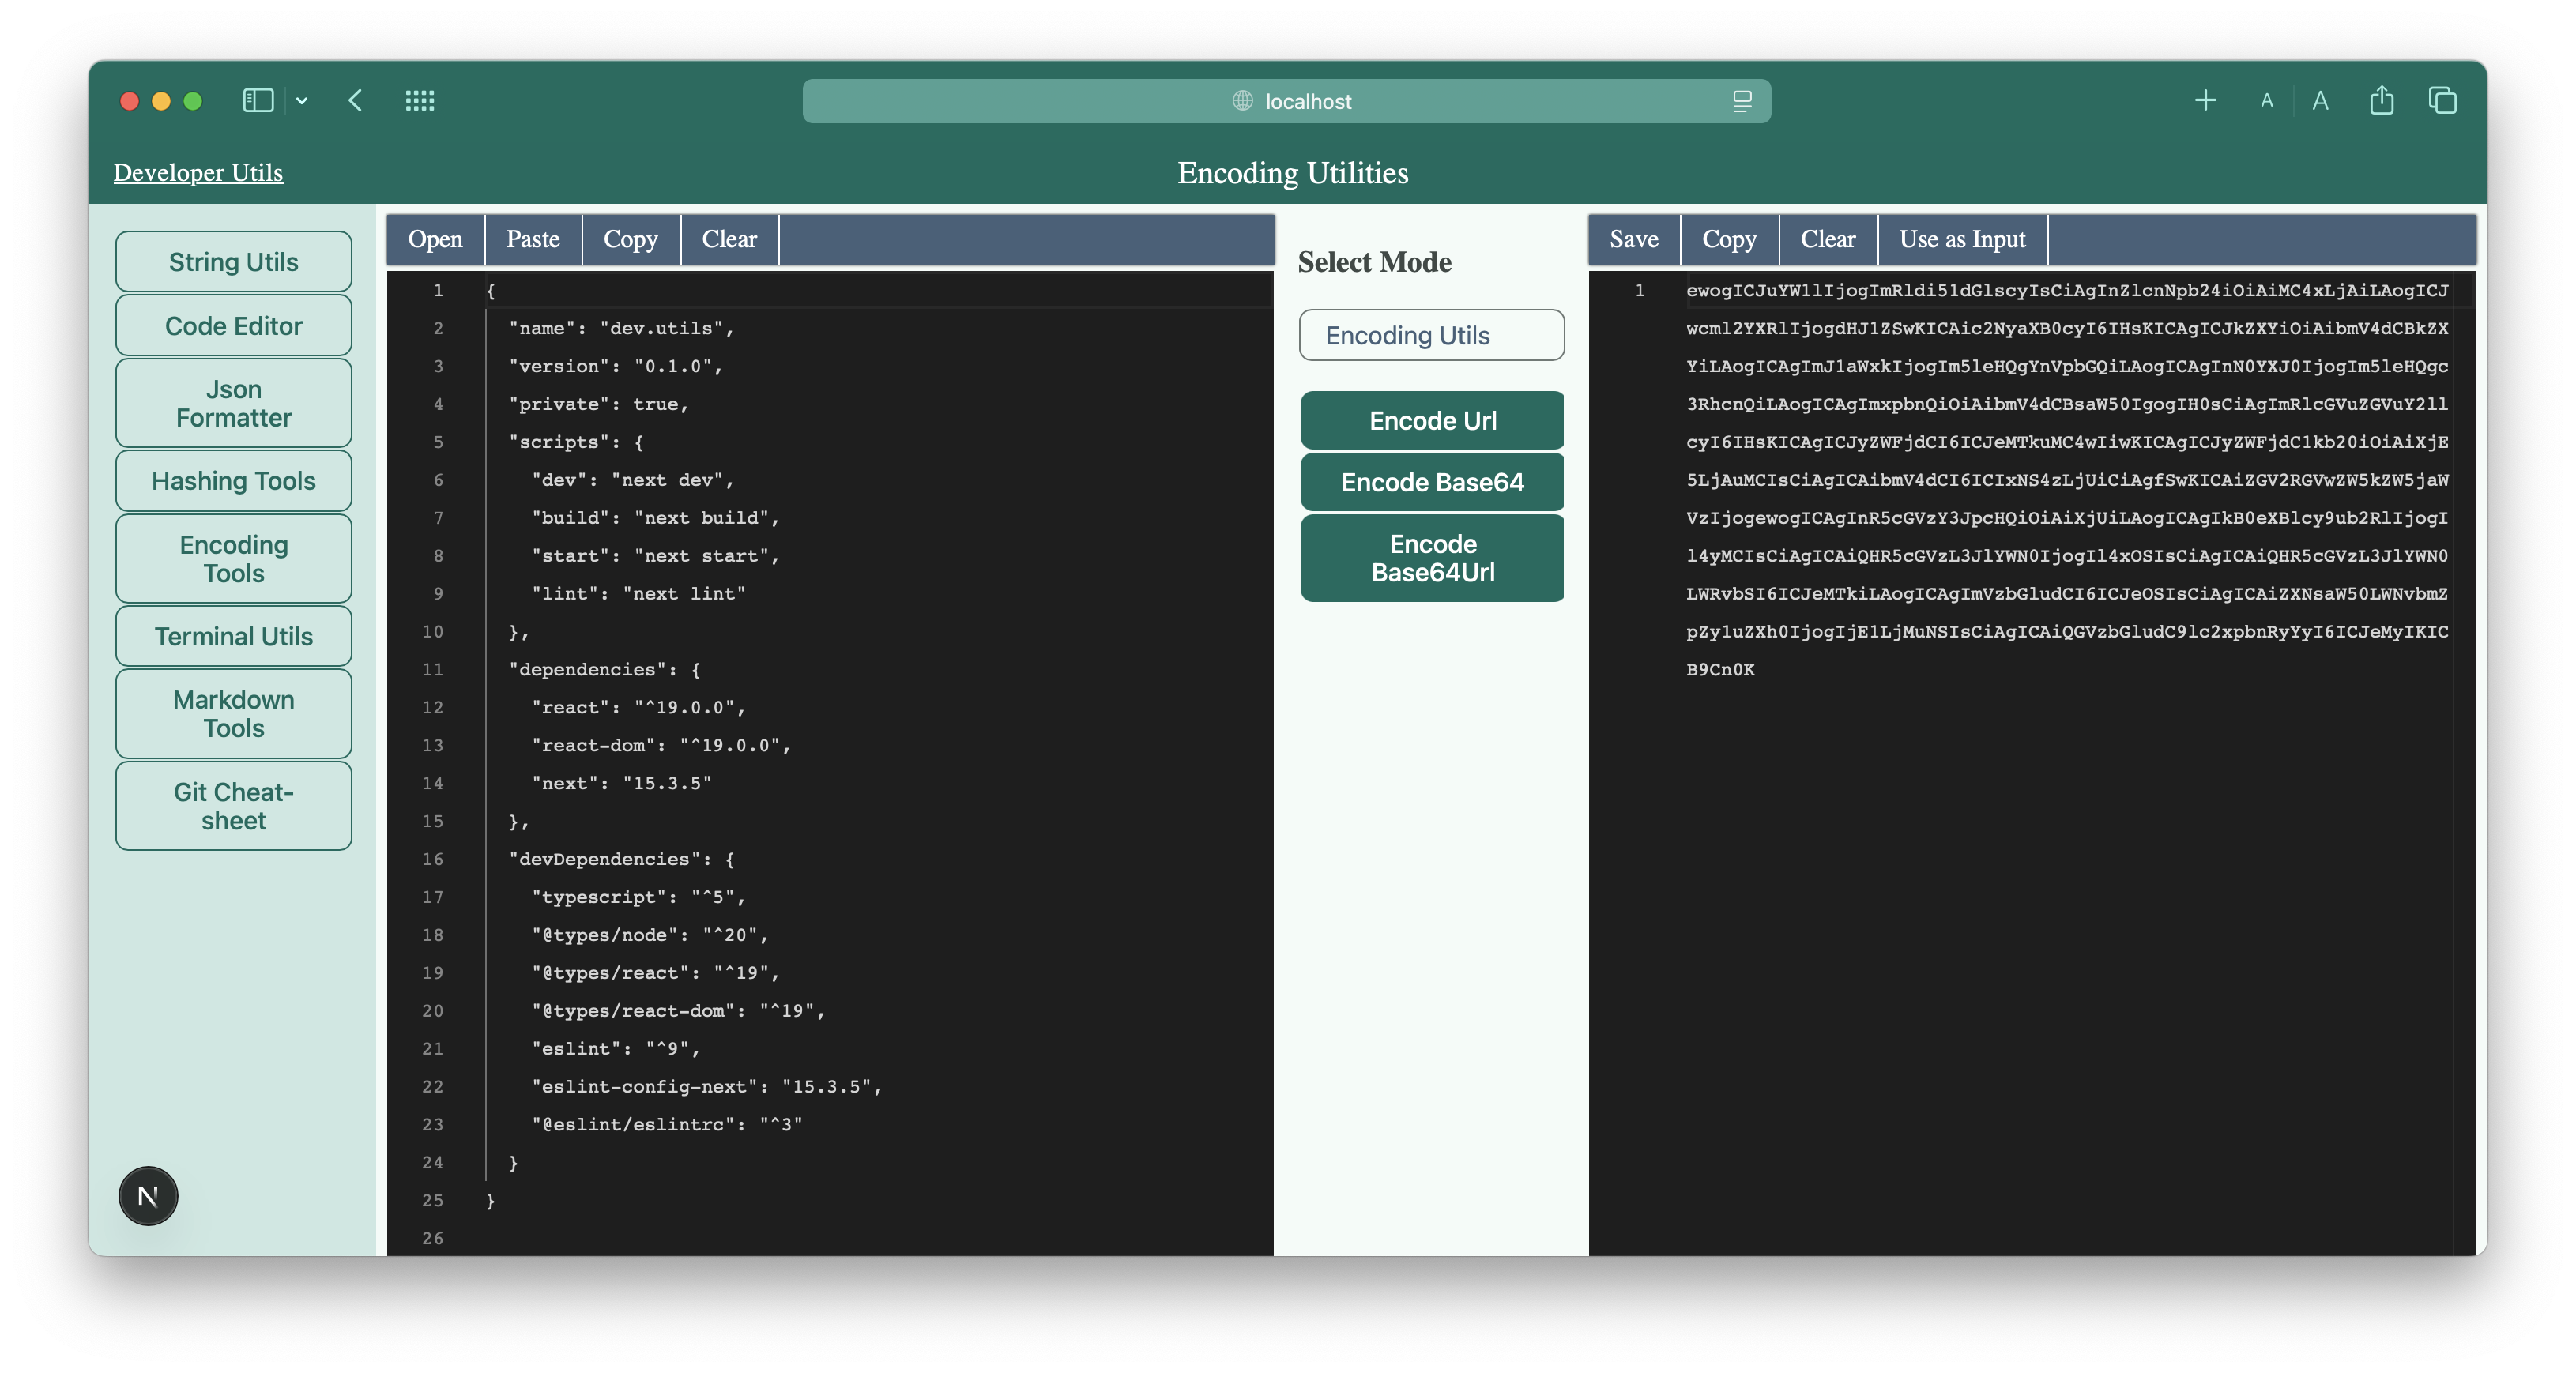 localhost
A A
Developer Utils
Encoding Utilities
String Utils
Code Editor
Json
Formatter
Hashing Tools
Encoding
Tools
Terminal Utils
Markdown
Tools
Git Cheat-
sheet
N
Open Paste Copy Clear
1 {
2 "name": "dev.utils",
3 "version": "0.1.0",
4 "private": true,
5 "scripts": {
6 "dev": "next dev",
7 "build": "next build",
8 "start": "next start",
9 "lint": "next lint"
10 },
11 "dependencies": {
12 "react": "^19.0.0",
13 "react-dom": "^19.0.0",
14 "next": "15.3.5"
15 },
16 "devDependencies": {
17 "typescript": "^5",
18 "@types/node": "^20",
19 "@types/react": "^19",
20 "@types/react-dom": "^19",
21 "eslint": "^9",
22 "eslint-config-next": "15.3.5",
23 "@eslint/eslintrc": "^3"
24 }
25 }
26
Select Mode
Encoding Utils
Encode Url
Encode Base64
Encode
Base64Url
Save Copy Clear Use as Input
1 ewogICJuYW1lIjogImRldi51dGlscyIsCiAgInZlcnNpb24iOiAiMC4xLjAiLAogICJ
wcml2YXRlIjogdHJ1ZSwKICAic2NyaXB0cyI6IHsKICAgICJkZXYiOiAibmV4dCBkZX
YiLAogICAgImJ1aWxkIjogIm5leHQgYnVpbGQiLAogICAgInN0YXJ0IjogIm5leHQgc
3RhcnQiLAogICAgImxpbnQiOiAibmV4dCBsaW50IgogIH0sCiAgImRlcGVuZGVuY2ll
cyI6IHsKICAgICJyZWFjdCI6ICJeMTkuMC4wIiwKICAgICJyZWFjdC1kb20iOiAiXjE
5LjAuMCIsCiAgICAibmV4dCI6ICIxNS4zLjUiCiAgfSwKICAiZGV2RGVwZW5kZW5jaW
VzIjogewogICAgInR5cGVzY3JpcHQiOiAiXjUiLAogICAgIkB0eXBlcy9ub2RlIjogI
l4yMCIsCiAgICAiQHR5cGVzL3JlYWN0IjogIl4xOSIsCiAgICAiQHR5cGVzL3JlYWN0
LWRvbSI6ICJeMTkiLAogICAgImVzbGludCI6ICJeOSIsCiAgICAiZXNsaW50LWNvbmZ
pZy1uZXh0IjogIjE1LjMuNSIsCiAgICAiQGVzbGludC9lc2xpbnRyYyI6ICJeMyIKIC
B9Cn0K